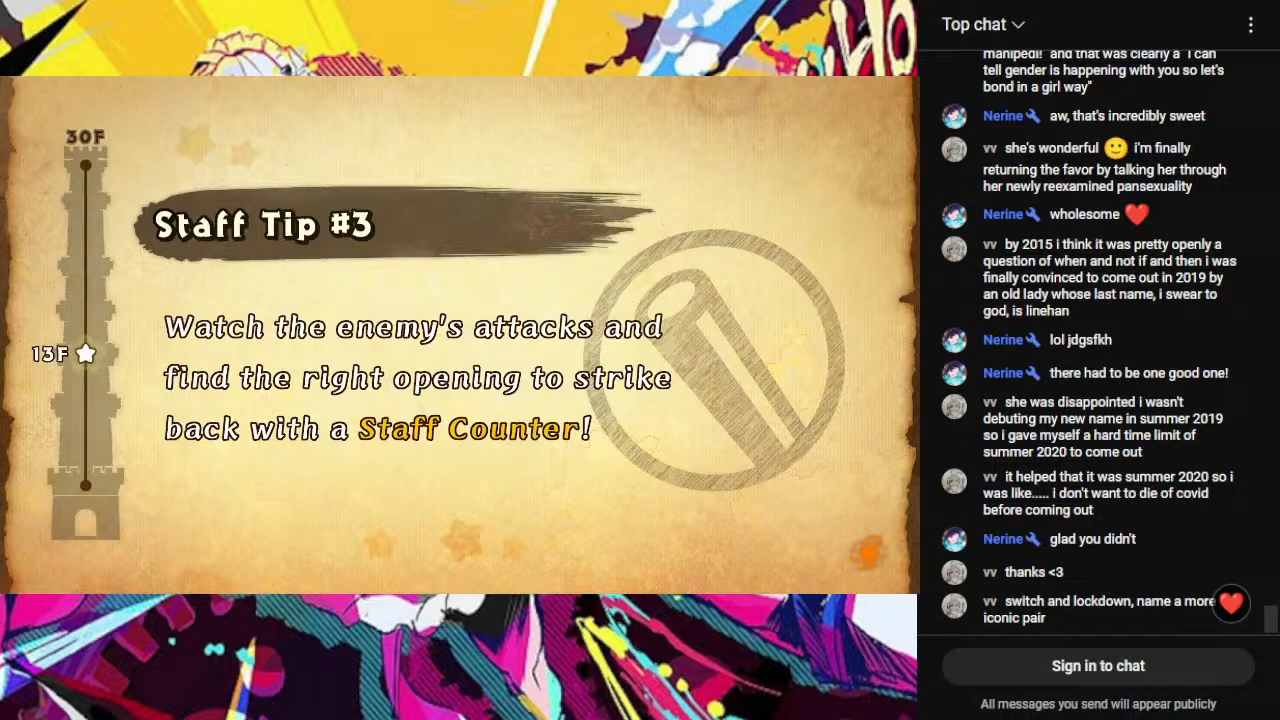 30F
Staff Tip #3
Watch the enemy's attacks and
find the right opening to strike
13F
back with a Staff Counter!
Top chat
manipedi! and that was clearly a "i can
tell gender is happening with you so let's
bond in a girl way"
Nerine aw, that's incredibly sweet
vv she's wonderful 🙂 i'm finally
returning the favor by talking her through
her newly reexamined pansexuality
Nerine wholesome ❤️
vv by 2015 i think it was pretty openly a
question of when and not if and then i was
finally convinced to come out in 2019 by
an old lady whose last name, i swear to
god, is linehan
Nerine lol jdgsfkh
Nerine there had to be one good one!
vv she was disappointed i wasn't
debuting my new name in summer 2019
so i gave myself a hard time limit of
summer 2020 to come out
vv it helped that it was summer 2020 so i
was like..... i don't want to die of covid
before coming out
Nerine glad you didn't
vv thanks <3
vv switch and lockdown, name a more
iconic pair
Sign in to chat
All messages you send will appear publicly